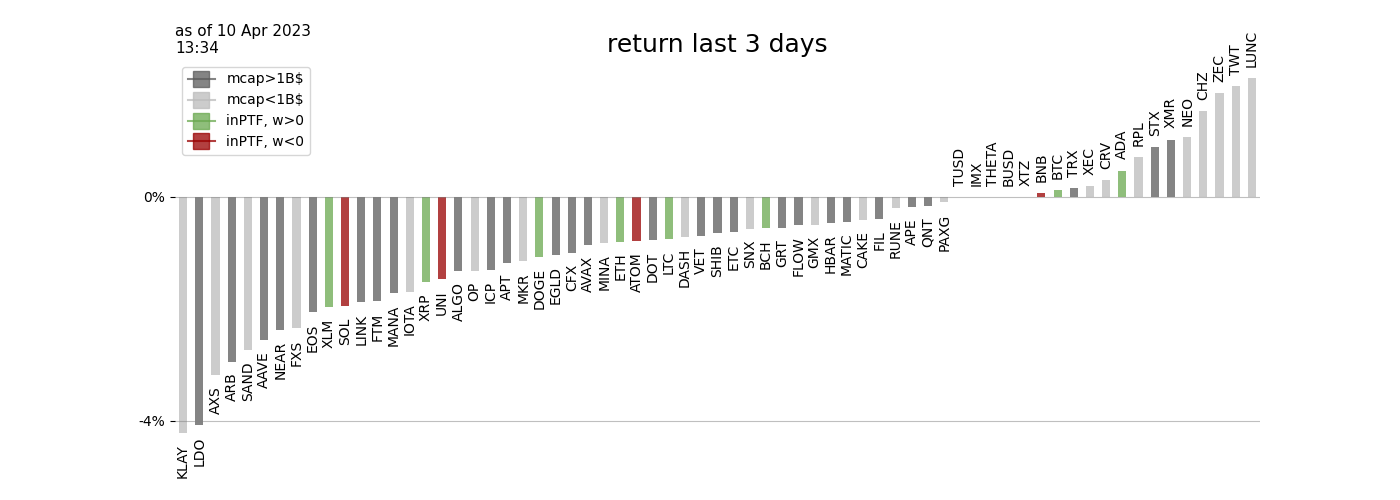 as of 10 Apr 2023
13:34
return last 3 days
mcap>1B$
mcap<1B$
inPTF, w>0
inPTF, w<0
0%
-4%
KLAY
LDO
AXS
ARB
SAND
AAVE
NEAR
FXS
EOS
XLM
SOL
LINK
FTM
MANA
IOTA
XRP
UNI
ALGO
OP
ICP
APT
MKR
DOGE
EGLD
CFX
AVAX
MINA
ETH
ATOM
DOT
LTC
DASH
VET
SHIB
ETC
SNX
BCH
GRT
FLOW
GMX
HBAR
MATIC
CAKE
FIL
RUNE
APE
QNT
PAXG
TUSD
IMX
THETA
BUSD
XTZ
BNB
BTC
TRX
XEC
CRV
ADA
RPL
STX
XMR
NEO
CHZ
ZEC
TWT
LUNC